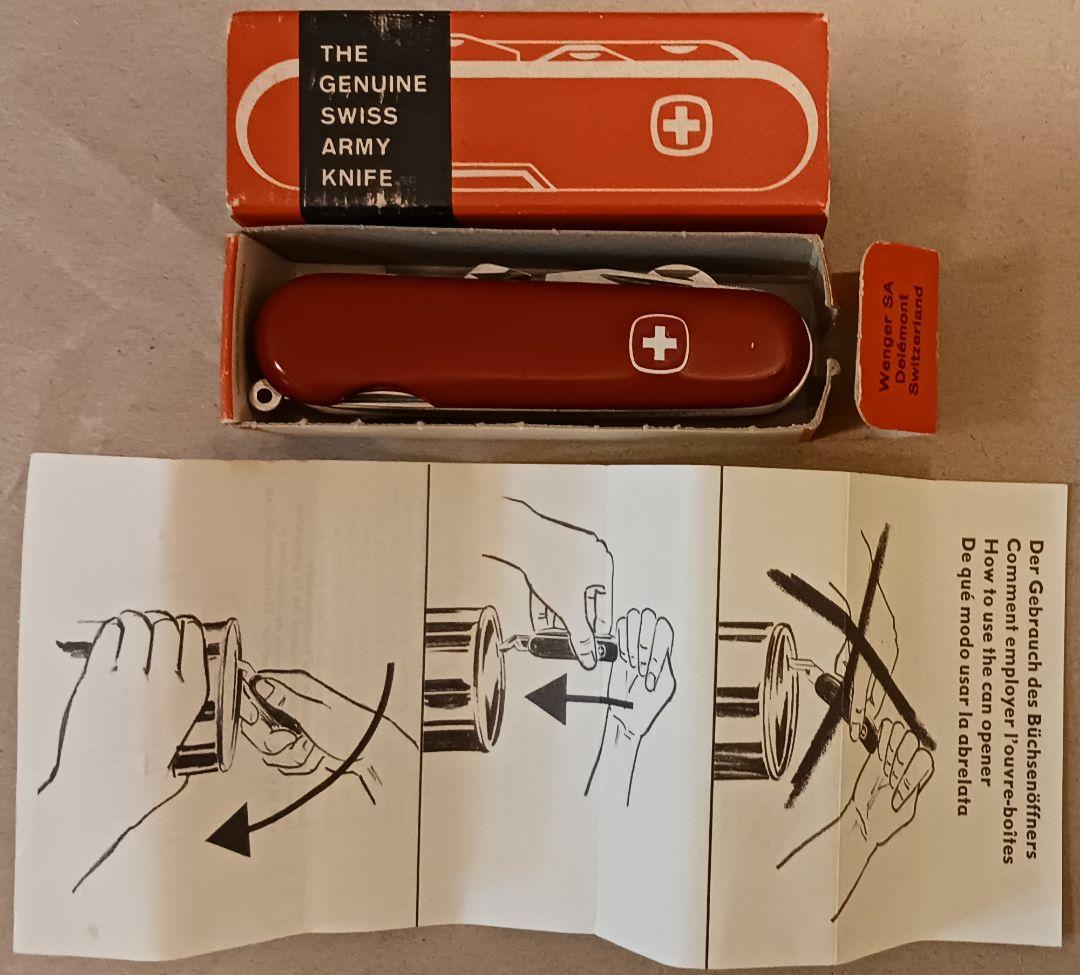 THE
GENUINE
SWISS
ARMY
KNIFE
Wenger SA
Delémont
Switzerland
Der Gebrauch des Büchsenöffners
Comment employer l'ouvre-boîtes
How to use the can opener
De qué modo usar la abrelata